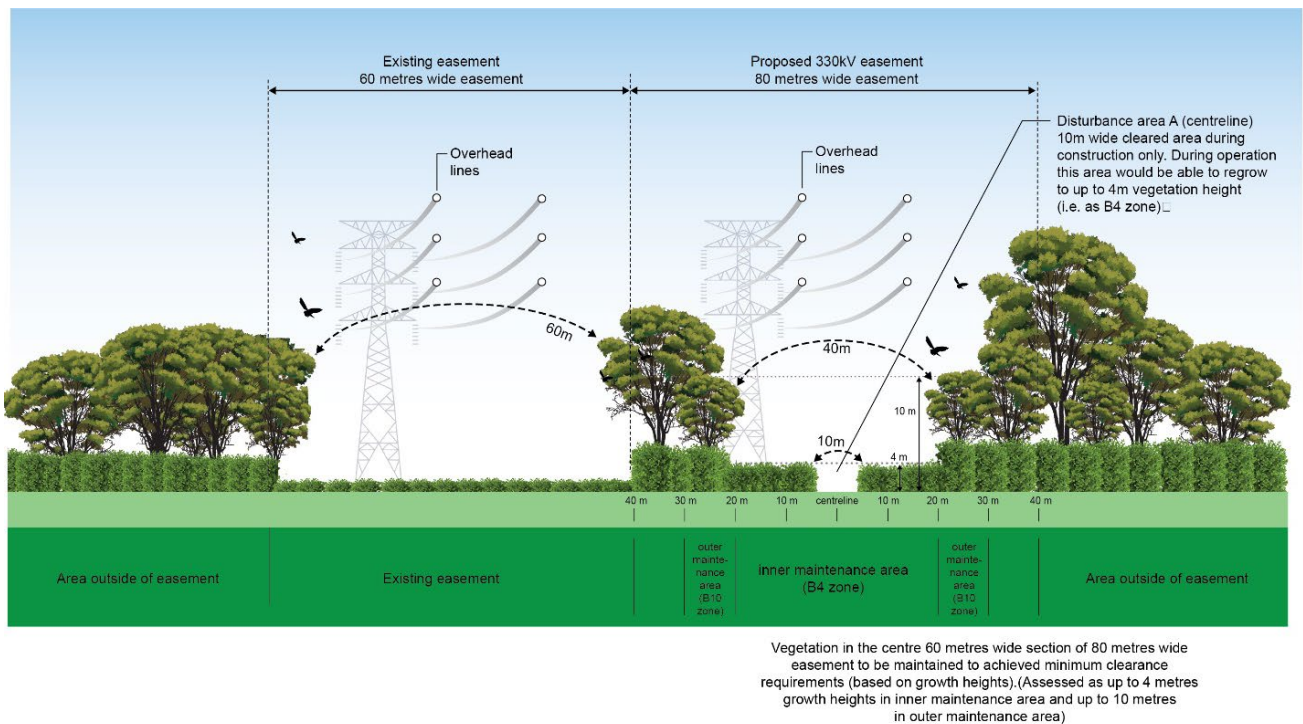 Existing easement
60 metres wide easement
Proposed 330kV easement
80 metres wide easement
Disturbance area A (centreline)
10m wide cleared area during
construction only. During operation
this area would be able to regrow
to up to 4m vegetation height
(i.e. as B4 zone)□
Overhead
lines
Overhead
lines
60m
40m
10 m
10m
4 m
40 m
30 m
20 m
10 m
centreline
10 m
20 m
30 m
40 m
Area outside of easement
Existing easement
outer
mainte-
nance
area
(B10
zone)
inner maintenance area
(B4 zone)
outer
mainte-
nance
area
(B10
zone)
Area outside of easement
Vegetation in the centre 60 metres wide section of 80 metres wide
easement to be maintained to achieved minimum clearance
requirements (based on growth heights).(Assessed as up to 4 metres
growth heights in inner maintenance area and up to 10 metres
in outer maintenance area)